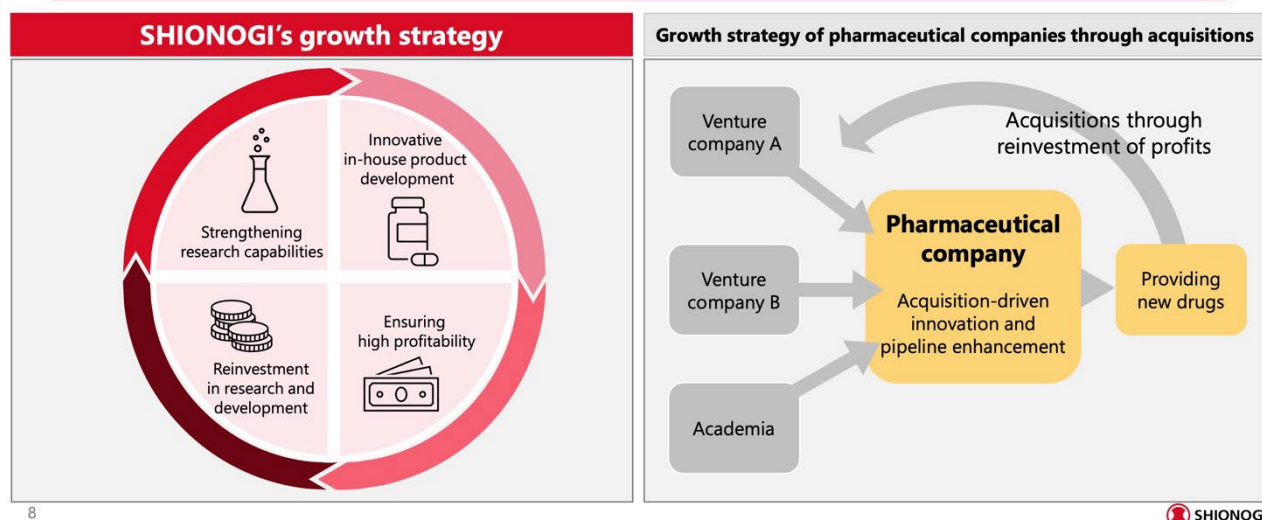 SHIONOGI's growth strategy
Strengthening
research capabilities
Innovative
in-house product
development
Reinvestment
in research and
development
Ensuring
high profitability
Growth strategy of pharmaceutical companies through acquisitions
Venture
company A
Venture
company B
Academia
Acquisitions through
reinvestment of profits
Pharmaceutical
company
Acquisition-driven
innovation and
pipeline enhancement
Providing
new drugs
8
SHIONOGI